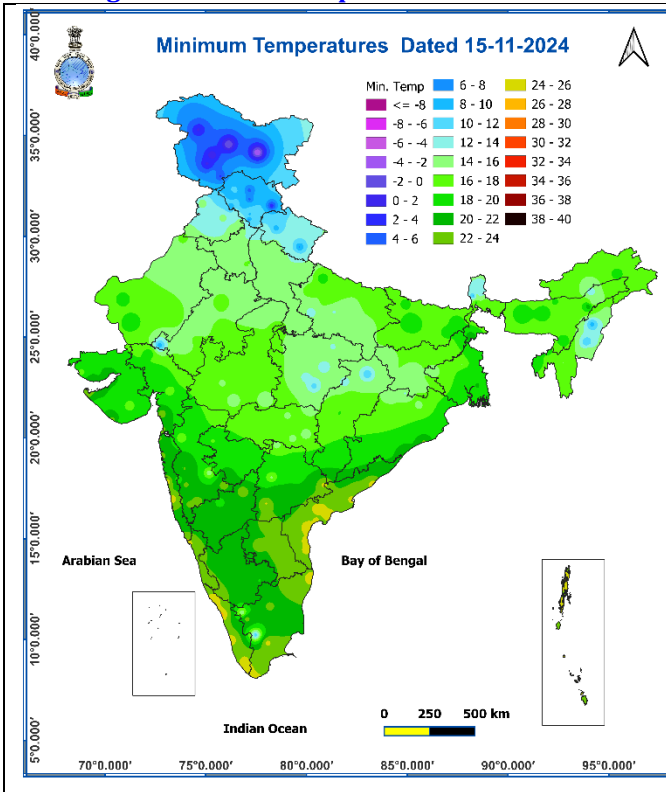 Minimum Temperatures Dated 15-11-2024
Min. Temp
<= -8
-8 - -6
-6 - -4
-4 - -2
-2 - 0
0 - 2
2 - 4
4 - 6
6 - 8
8 - 10
10 - 12
12 - 14
14 - 16
16 - 18
18 - 20
20 - 22
22 - 24
24 - 26
26 - 28
28 - 30
30 - 32
32 - 34
34 - 36
36 - 38
38 - 40
40°0.000'
35°0.000'
30°0.000'
25°0.000'
20°0.000'
15°0.000'
10°0.000'
5°0.000'
Arabian Sea
Bay of Bengal
Indian Ocean
0 250 500 km
70°0.000' 75°0.000' 80°0.000' 85°0.000' 90°0.000' 95°0.000'